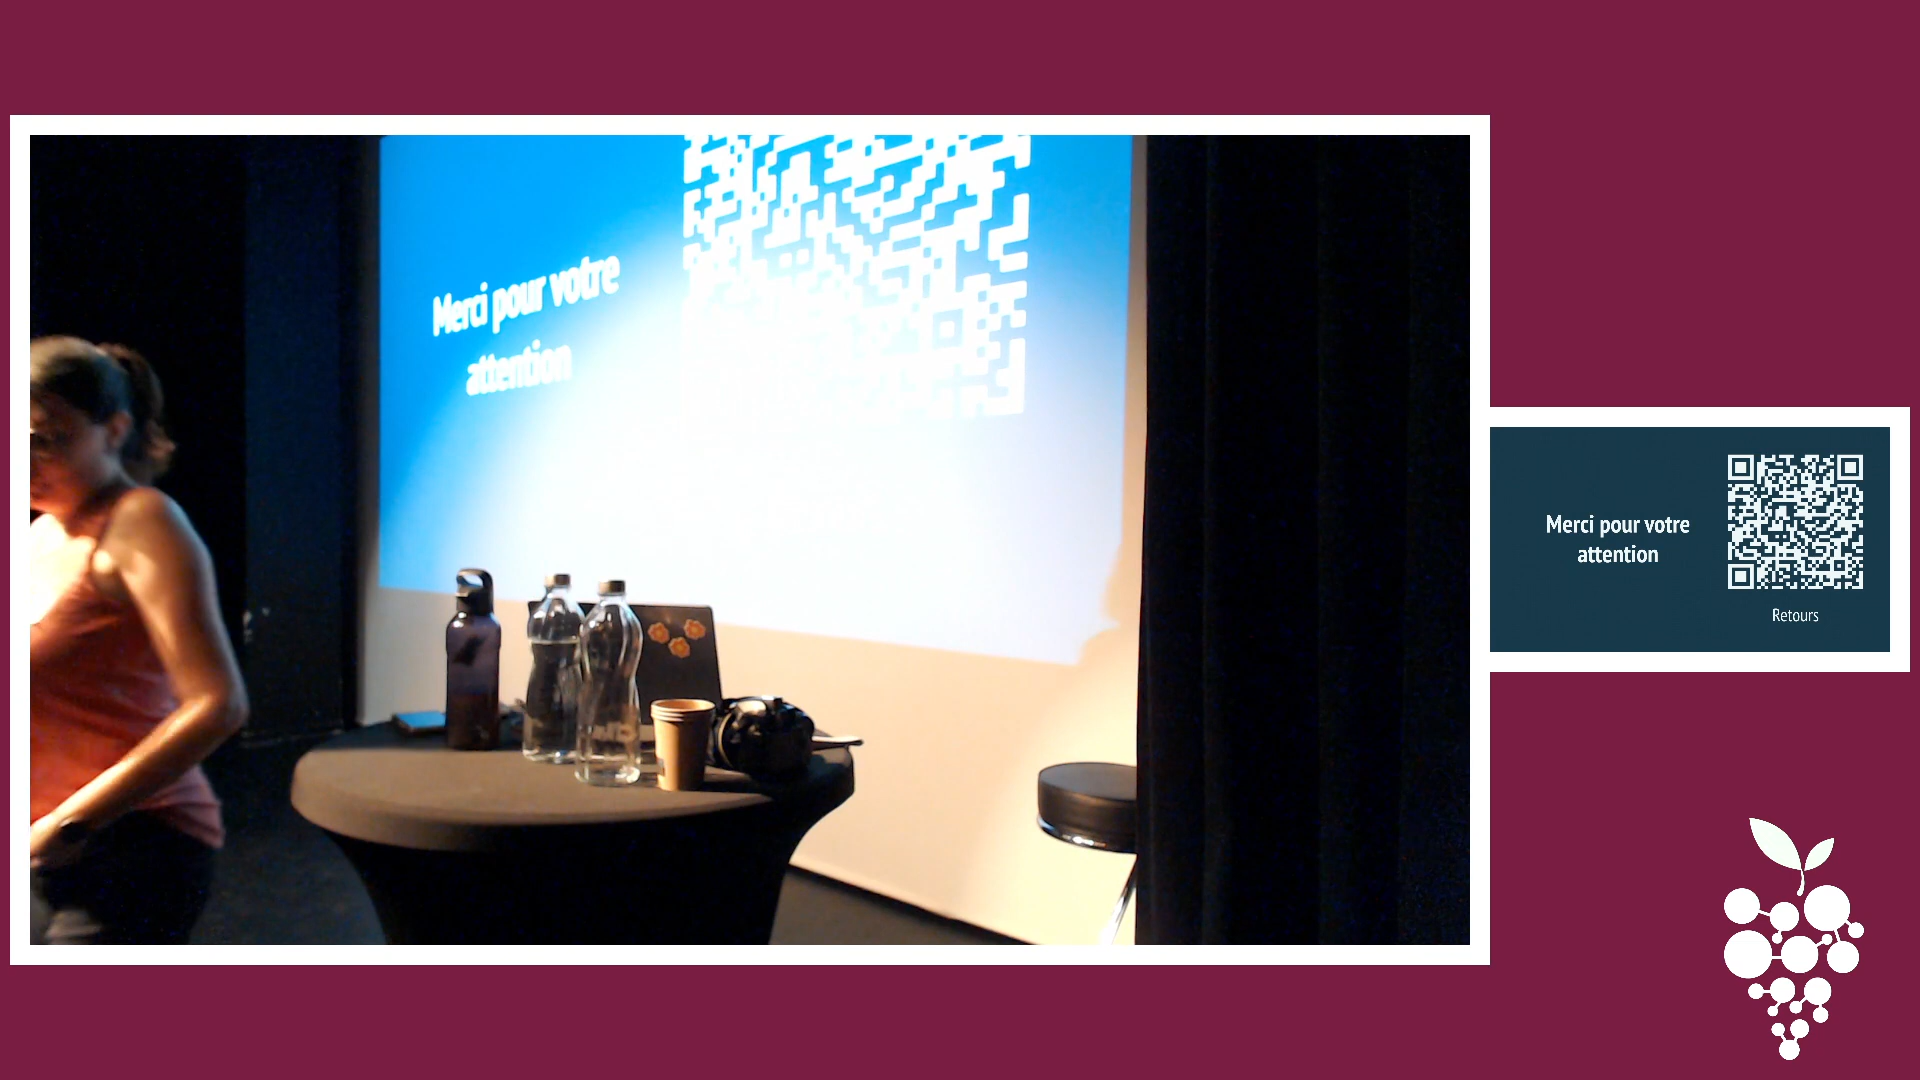 Merci pour votre
attention
Merci pour votre
attention
Retours